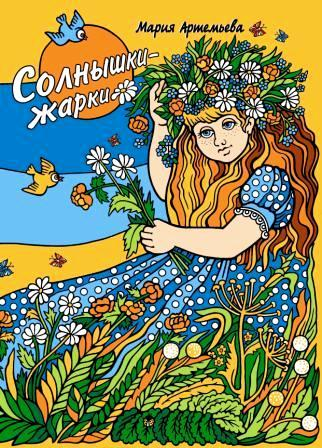 Мария Артемьева
Солнышки-
жарки